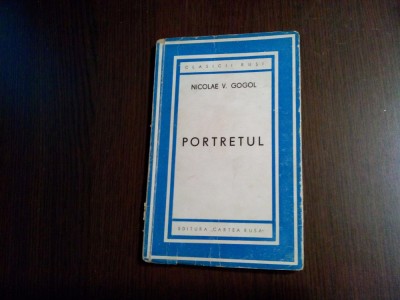 CLASICII RUȘI
NICOLAE V. GOGOL
PORTRETUL
EDITURA "CARTEA RUSĂ"